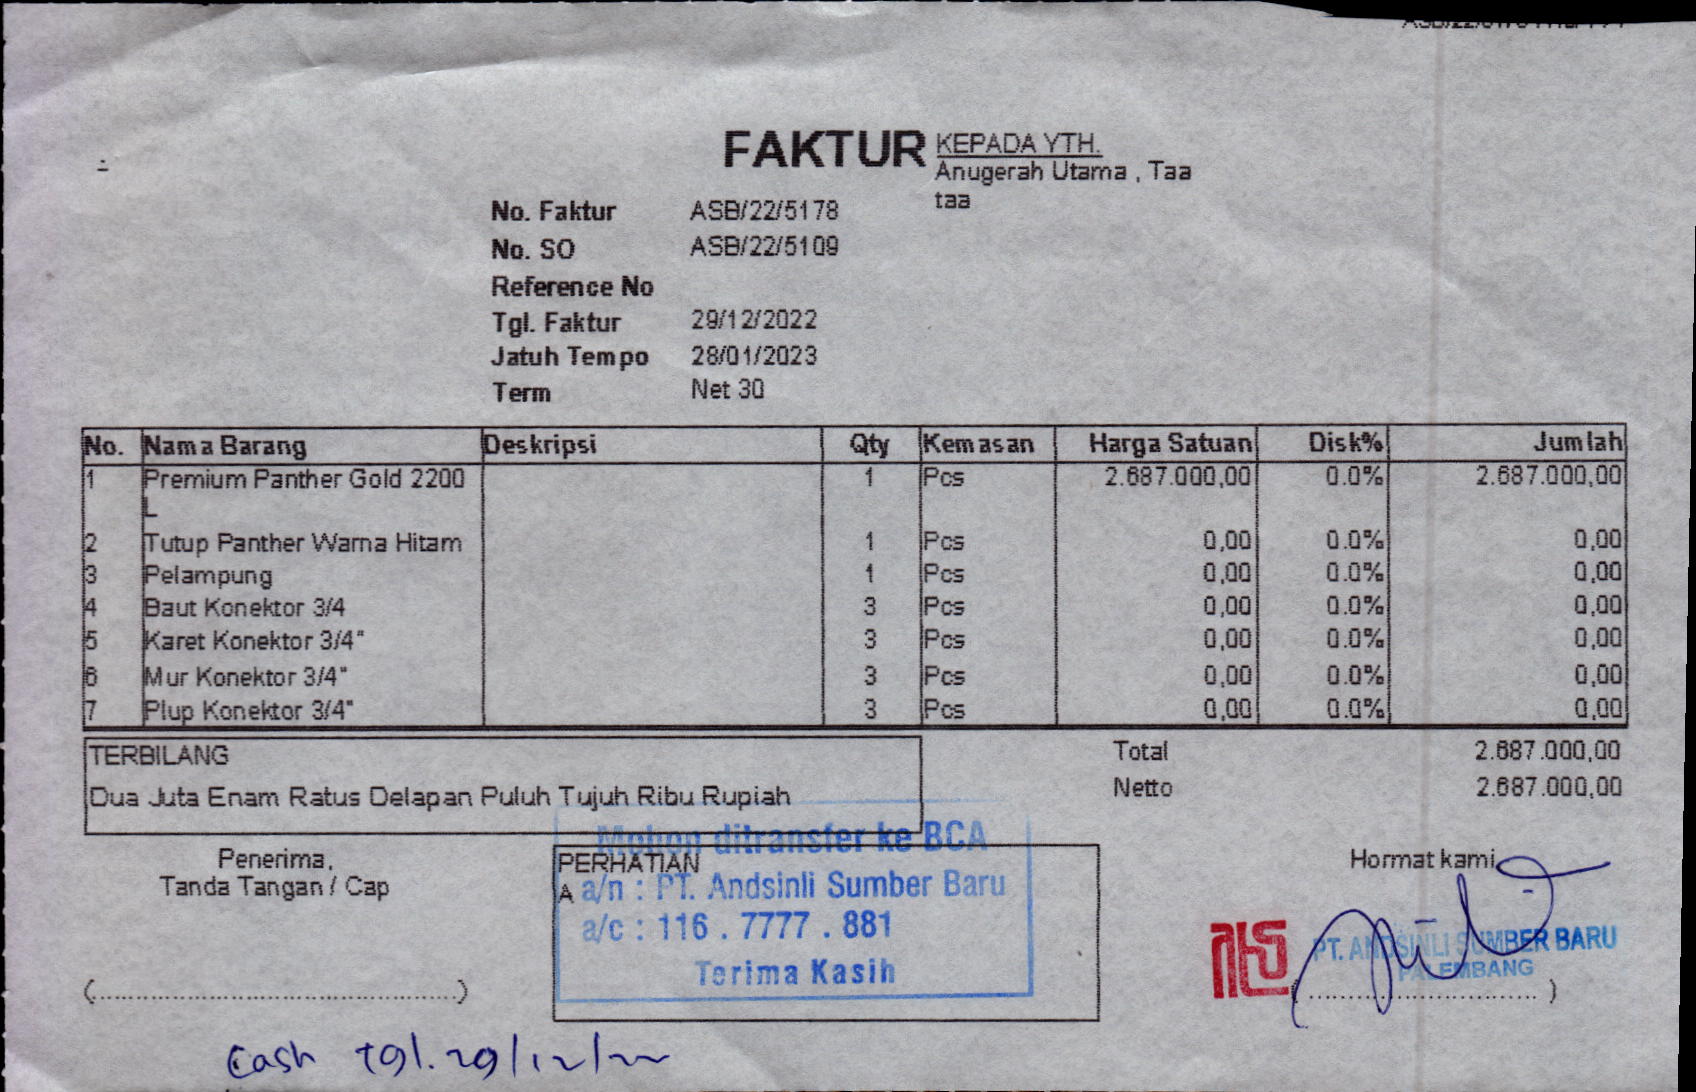 FAKTUR
KEPADA YTH.
Anugerah Utama , Taa
taa
No. Faktur ASB/22/5178
No. SO ASB/22/5109
Reference No
Tgl. Faktur 29/12/2022
Jatuh Tempo 28/01/2023
Term Net 30
No. Nama Barang Deskripsi Qty Kemasan Harga Satuan Disk% Jumlah
1 Premium Panther Gold 2200 1 Pcs 2.687.000,00 0.0% 2.687.000,00
L
2 Tutup Panther Warna Hitam 1 Pcs 0,00 0.0% 0,00
3 Pelampung 1 Pcs 0,00 0.0% 0,00
4 Baut Konektor 3/4 3 Pcs 0,00 0.0% 0,00
5 Karet Konektor 3/4" 3 Pcs 0,00 0.0% 0,00
6 Mur Konektor 3/4" 3 Pcs 0,00 0.0% 0,00
7 Plup Konektor 3/4" 3 Pcs 0,00 0.0% 0,00
TERBILANG
Dua Juta Enam Ratus Delapan Puluh Tujuh Ribu Rupiah
Total 2.687.000,00
Netto 2.687.000,00
Penerima,
Tanda Tangan / Cap
(............................................)
Mohon ditransfer ke BCA
PERHATIAN
A
a/n : PT. Andsinli Sumber Baru
a/c : 116 . 7777 . 881
Terima Kasih
Hormat kami
PT. ANDSINLI SUMBER BARU
PALEMBANG
(..............................)
Cash tgl. 29/12/22